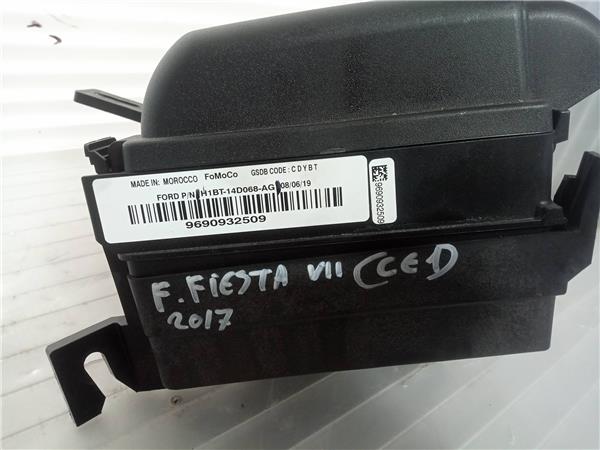 MADE IN: MOROCCO FoMoCo GSDB CODE: CDYBT
FORD P/N H1BT-14D068-AG 08/06/19
9690932509
9690932509
F. FIESTA VII (CE1)
2017